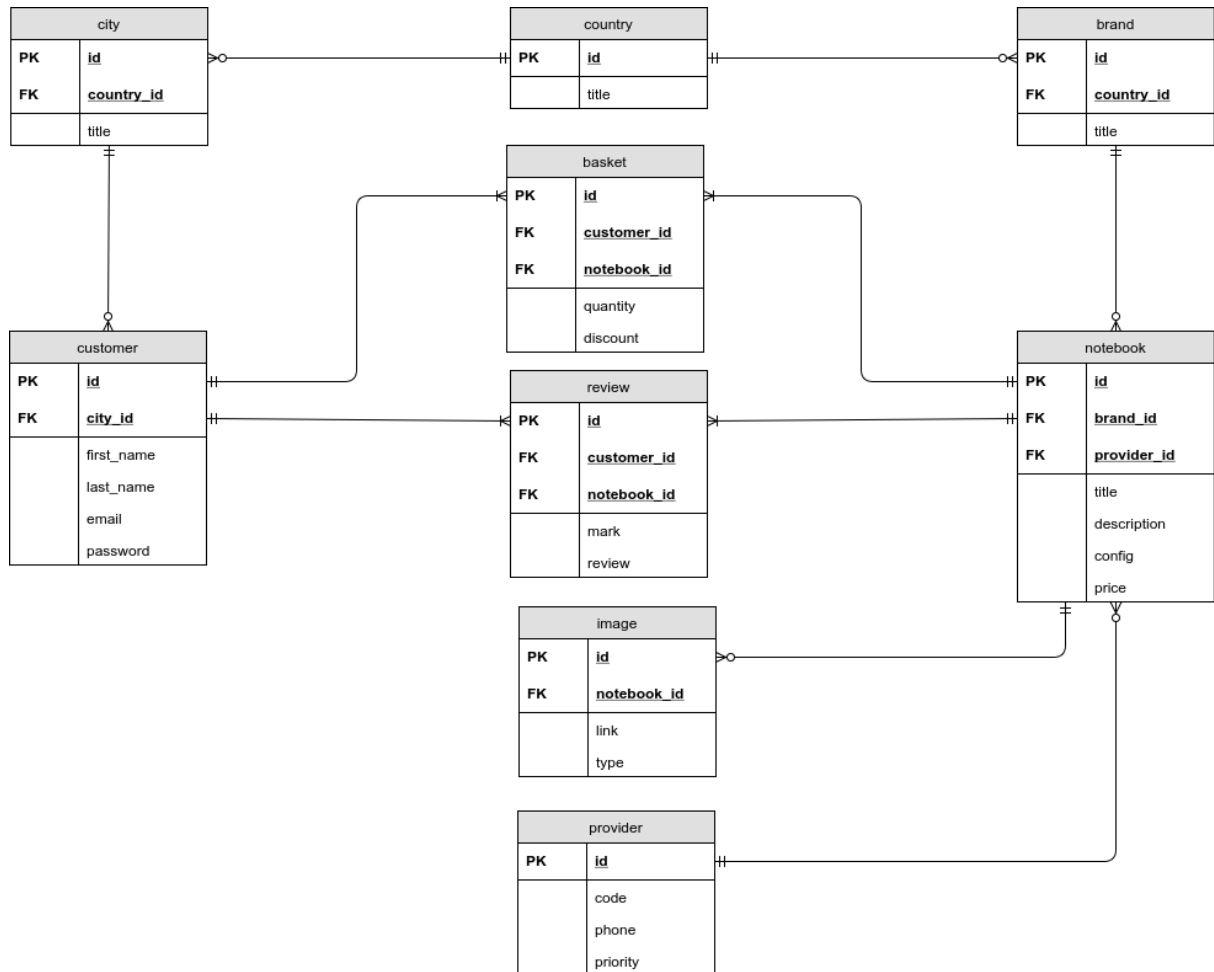 city
PK id
FK country_id
title
country
PK id
title
brand
PK id
FK country_id
title
basket
PK id
FK customer_id
FK notebook_id
quantity
discount
customer
PK id
FK city_id
first_name
last_name
email
password
review
PK id
FK customer_id
FK notebook_id
mark
review
notebook
PK id
FK brand_id
FK provider_id
title
description
config
price
image
PK id
FK notebook_id
link
type
provider
PK id
code
phone
priority